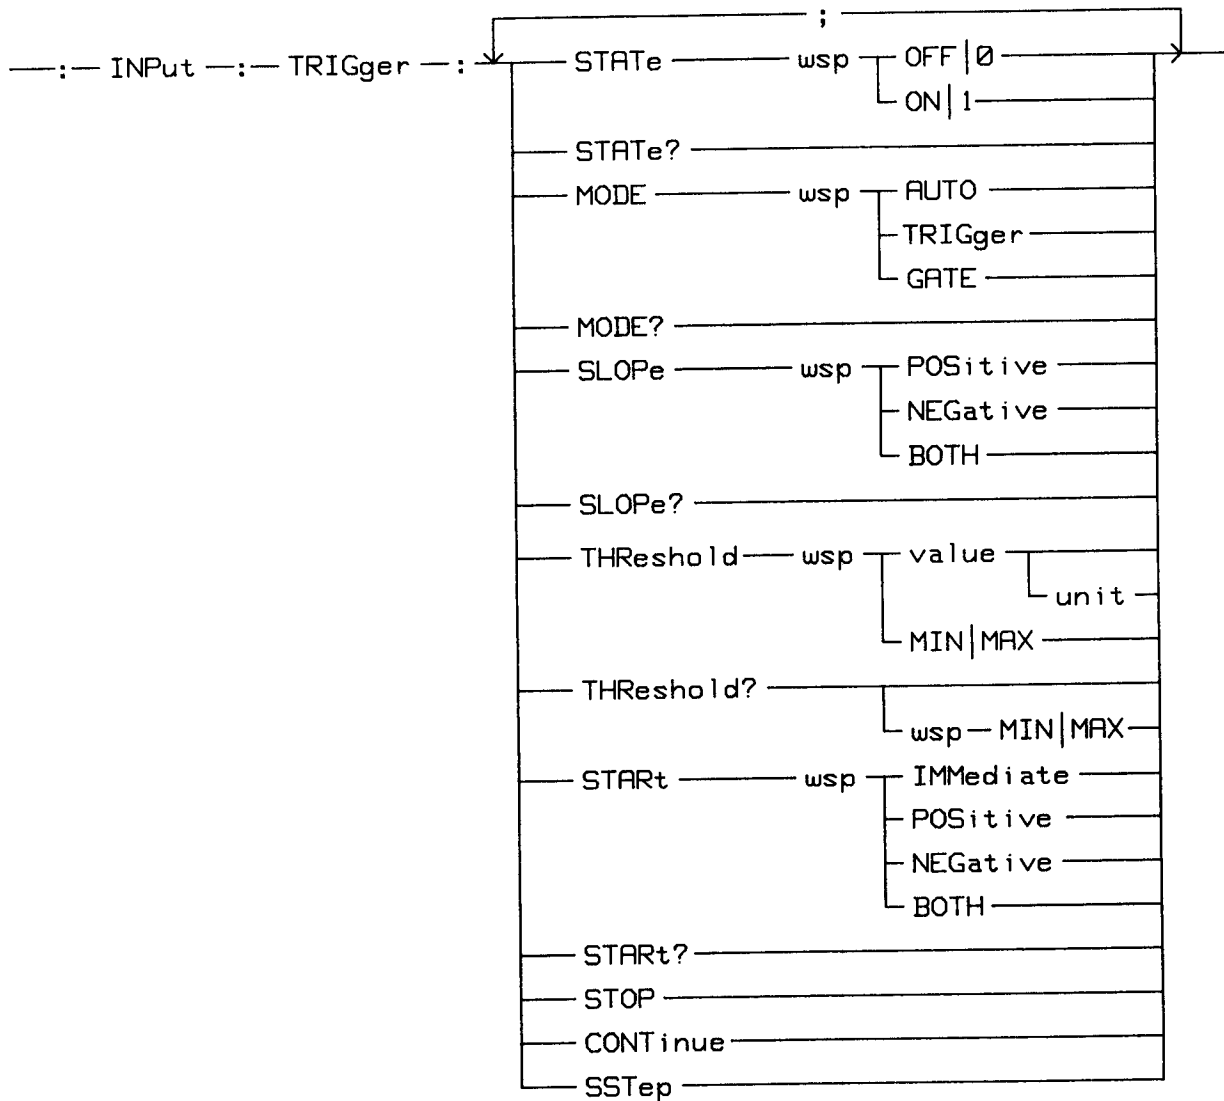 ;
: INPut : TRIGger : STATe wsp OFF|0
ON|1
STATe?
MODE wsp AUTO
TRIGger
GATE
MODE?
SLOPe wsp POSitive
NEGative
BOTH
SLOPe?
THReshold wsp value
unit
MIN|MAX
THReshold?
wsp MIN|MAX
STARt wsp IMMediate
POSitive
NEGative
BOTH
STARt?
STOP
CONTinue
SSTep